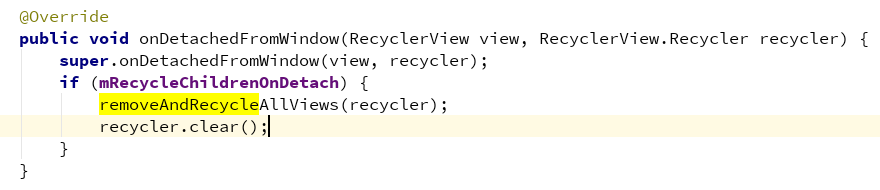 @Override
public void onDetachedFromWindow(RecyclerView view, RecyclerView.Recycler recycler) {
    super.onDetachedFromWindow(view, recycler);
    if (mRecycleChildrenOnDetach) {
        removeAndRecycleAllViews(recycler);
        recycler.clear();
    }
}